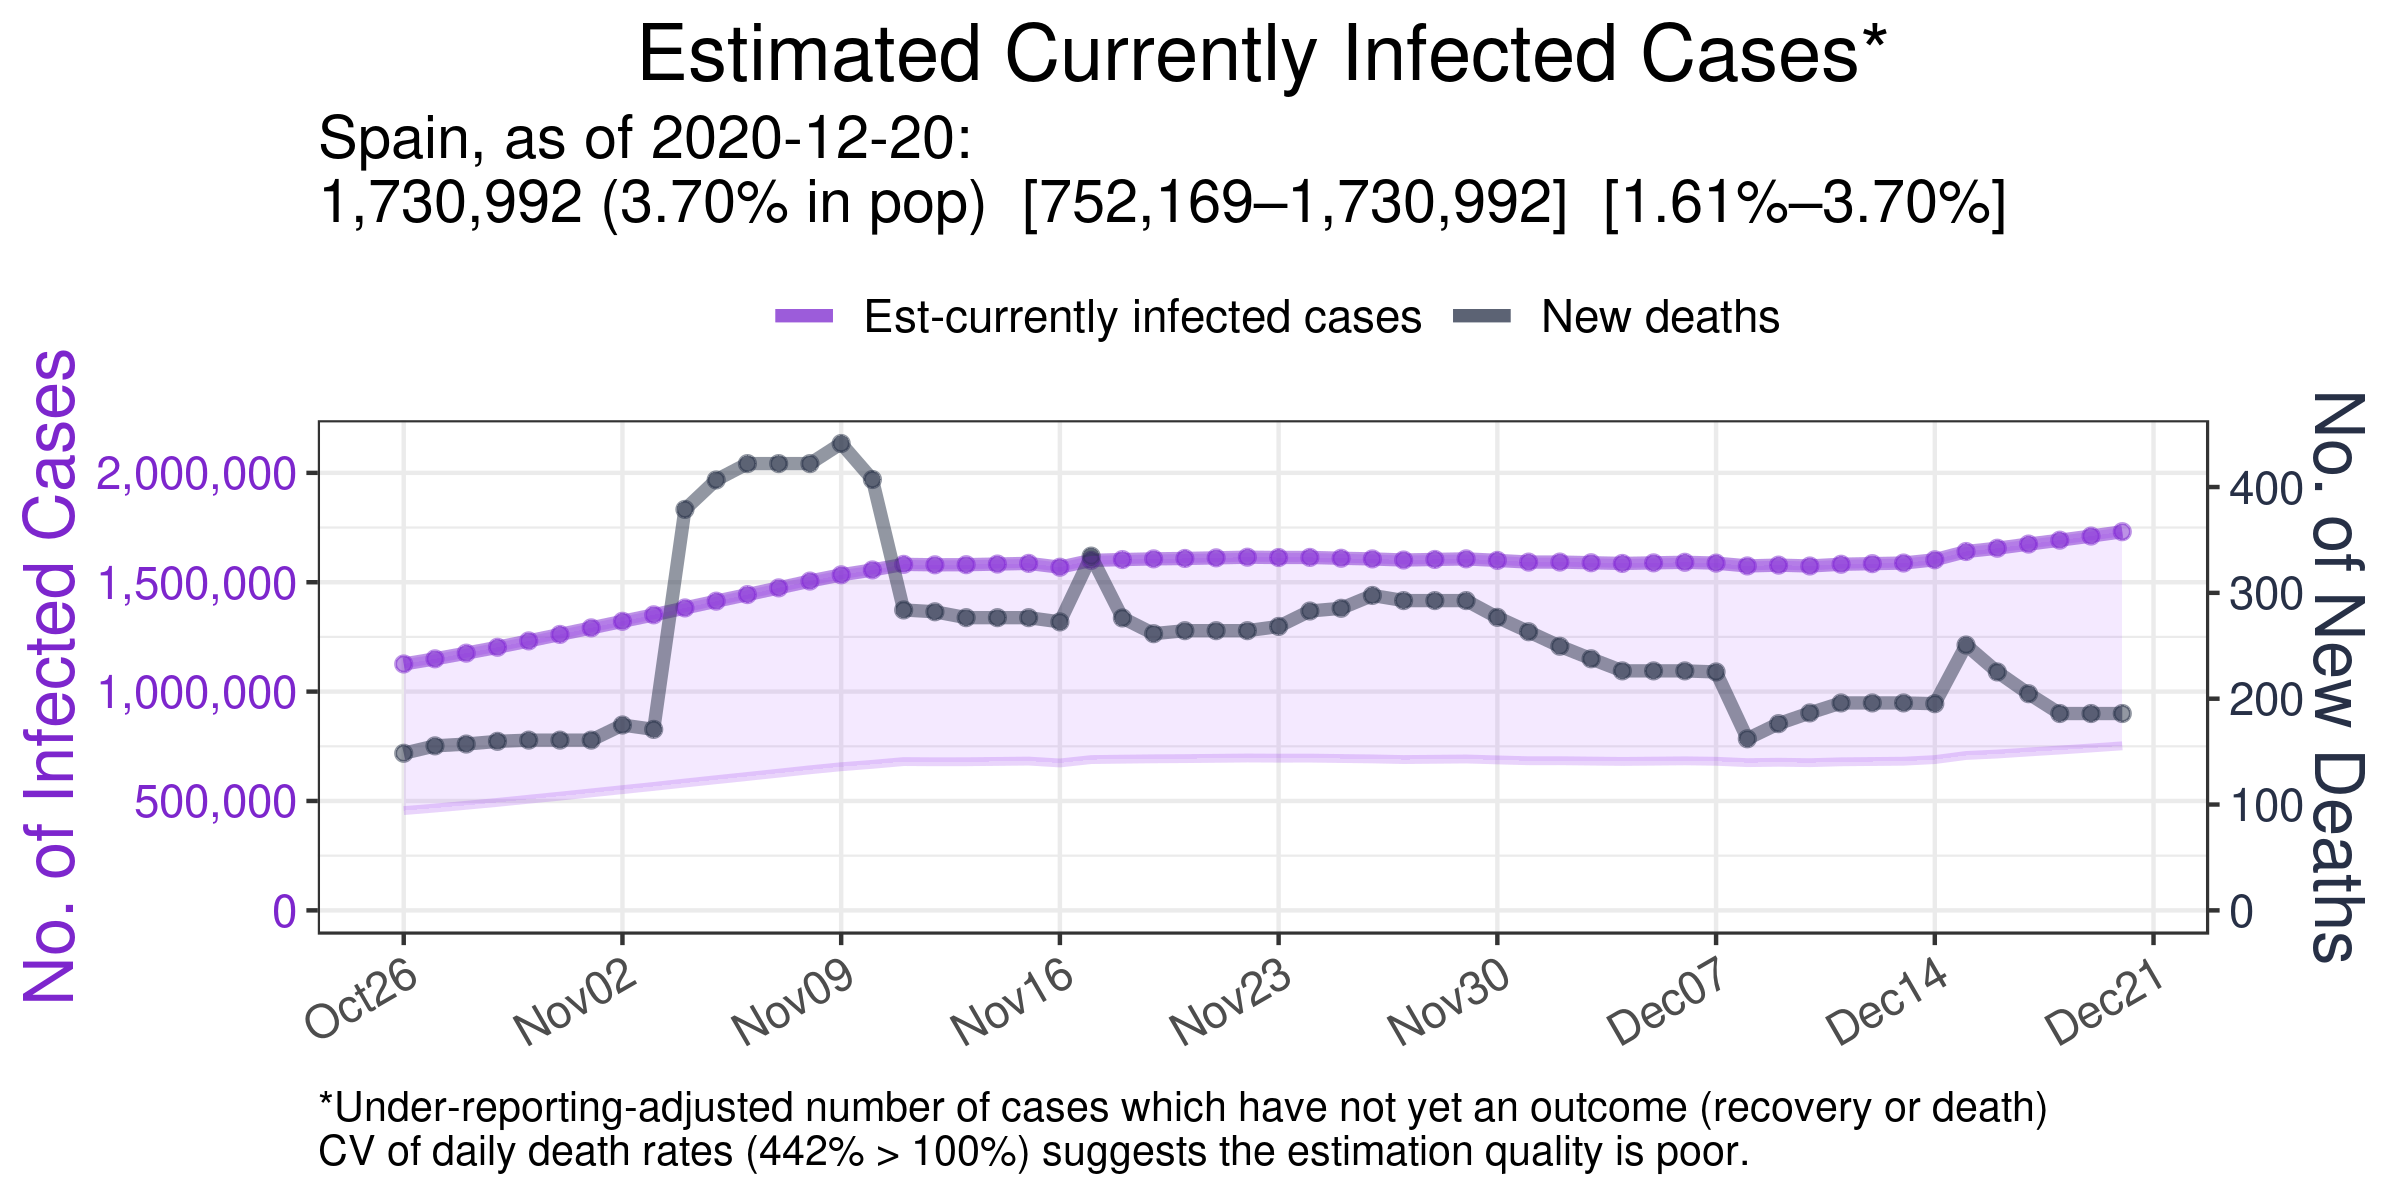 Estimated Currently Infected Cases*
Spain, as of 2020-12-20:
1,730,992 (3.70% in pop)  [752,169–1,730,992]  [1.61%–3.70%]
Est-currently infected cases
New deaths
No. of Infected Cases
2,000,000
1,500,000
1,000,000
500,000
0
400
300
200
100
0
No. of New Deaths
Oct26
Nov02
Nov09
Nov16
Nov23
Nov30
Dec07
Dec14
Dec21
*Under-reporting-adjusted number of cases which have not yet an outcome (recovery or death)
CV of daily death rates (442% > 100%) suggests the estimation quality is poor.